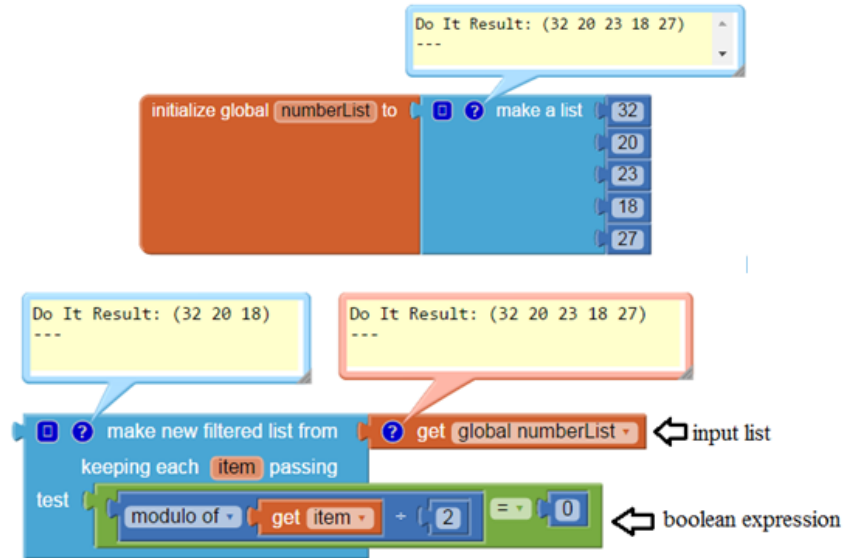 Do It Result: (32 20 23 18 27)
---
initialize global numberList to ? make a list 32
20
23
18
27
Do It Result: (32 20 18)
---
Do It Result: (32 20 23 18 27)
---
? make new filtered list from ? get global numberList input list
keeping each item passing
test modulo of get item ÷ 2 = 0 boolean expression